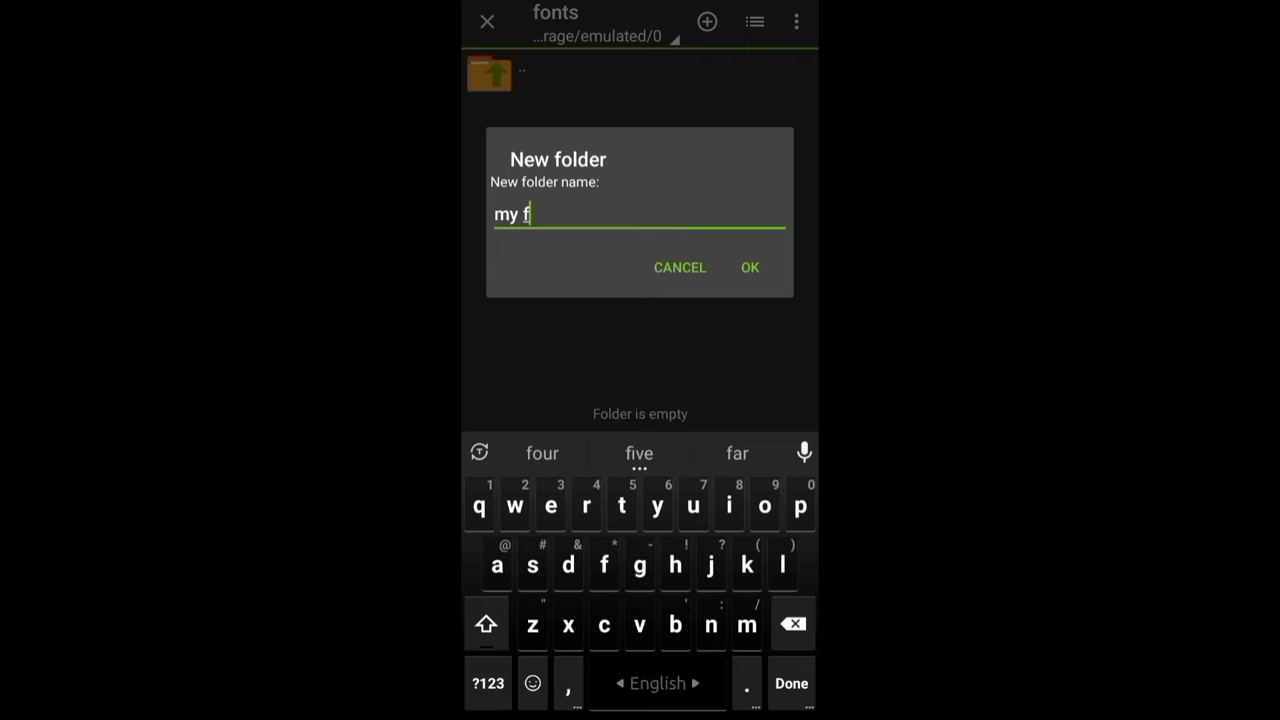 fonts
...rage/emulated/0
..
New folder
New folder name:
my f
CANCEL OK
Folder is empty
four five far
1 2 3 4 5 6 7 8 9 0
q w e r t y u i o p
@ # & * - ! ? ( )
a s d f g h j k l
" ' : /
z x c v b n m
?123 , English . Done